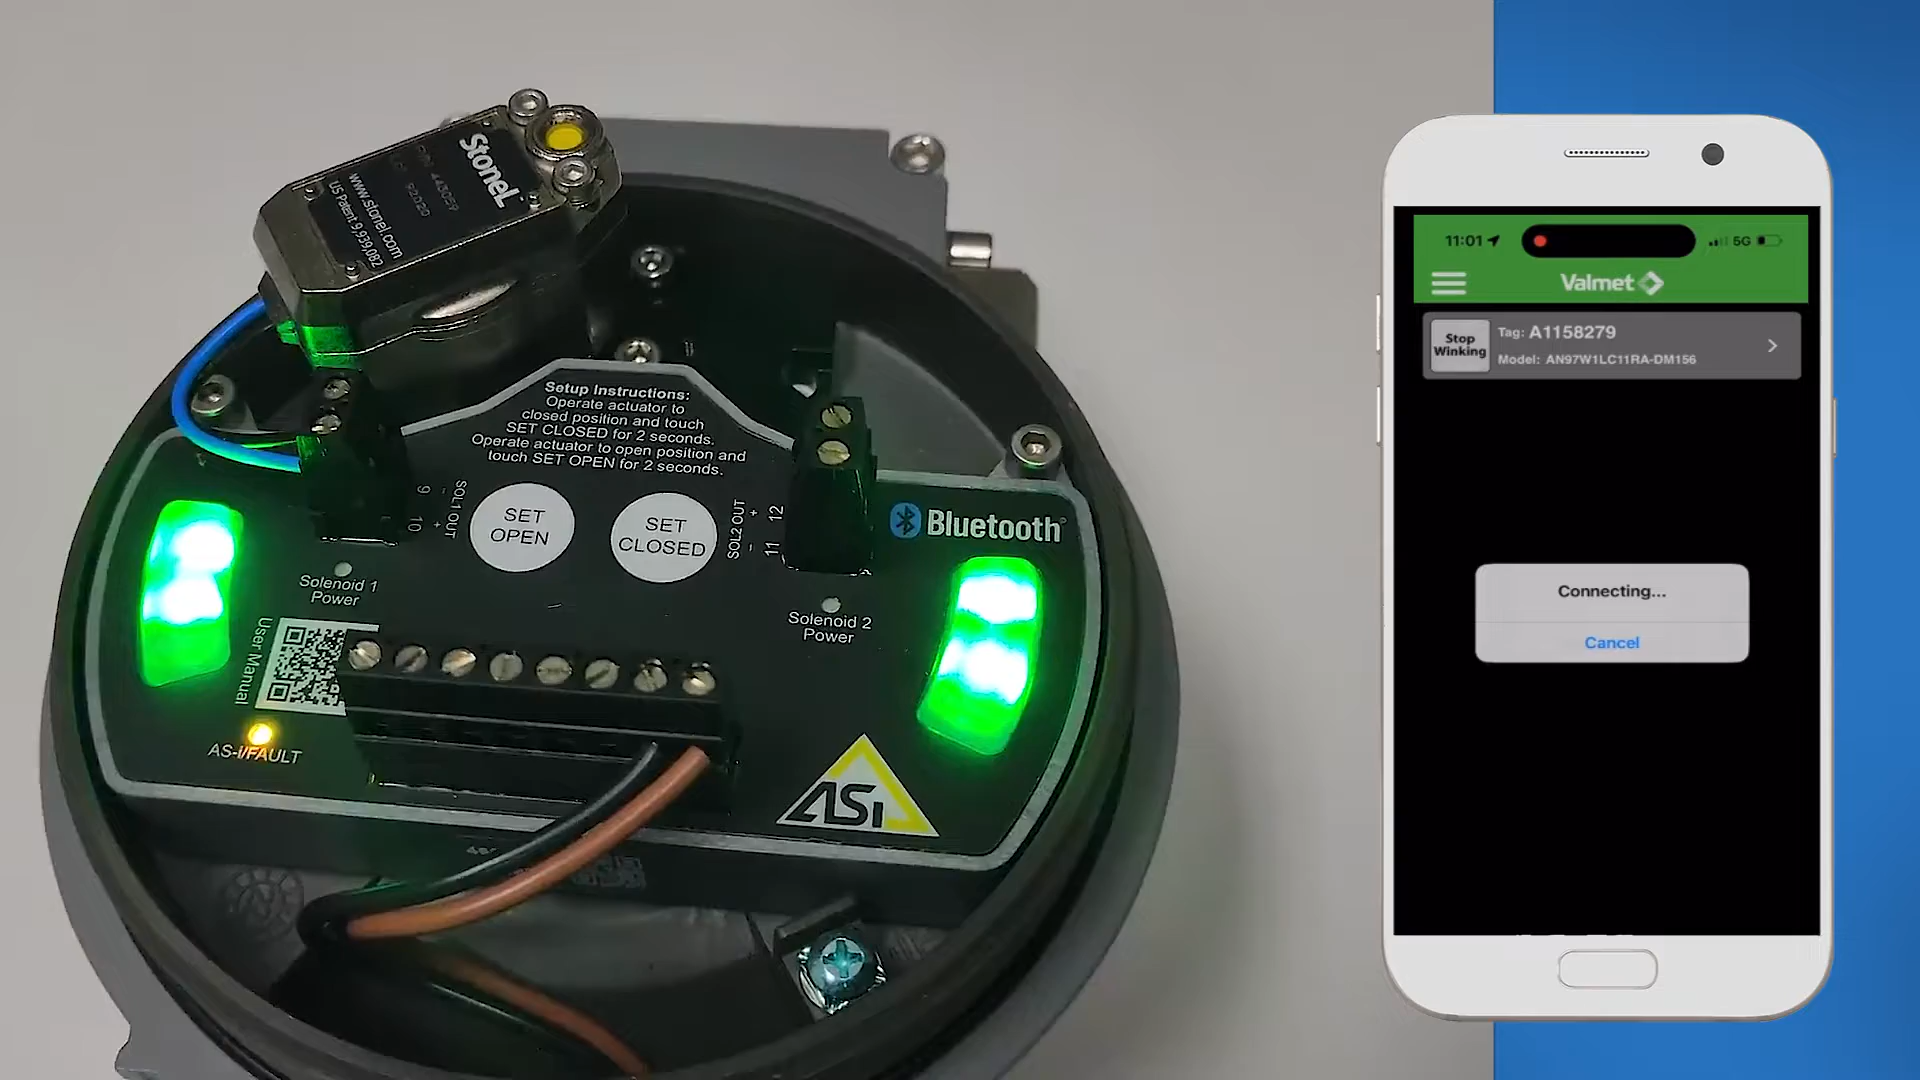 StoneL
P/N 443059
92020
www.stonel.com
US Patent 9,939,082
Setup Instructions:
Operate actuator to
closed position and touch
SET CLOSED for 2 seconds.
Operate actuator to open position and
touch SET OPEN for 2 seconds.
SET
OPEN
SET
CLOSED
9 -
10 +
SOL1 OUT
SOL2 OUT
+ 12
- 11
Bluetooth®
Solenoid 1
Power
Solenoid 2
Power
User Manual
AS-i/FAULT
ASi
11:01
5G
Valmet
Stop
Winking
Tag: A1158279
Model: AN97W1LC11RA-DM156
Connecting...
Cancel